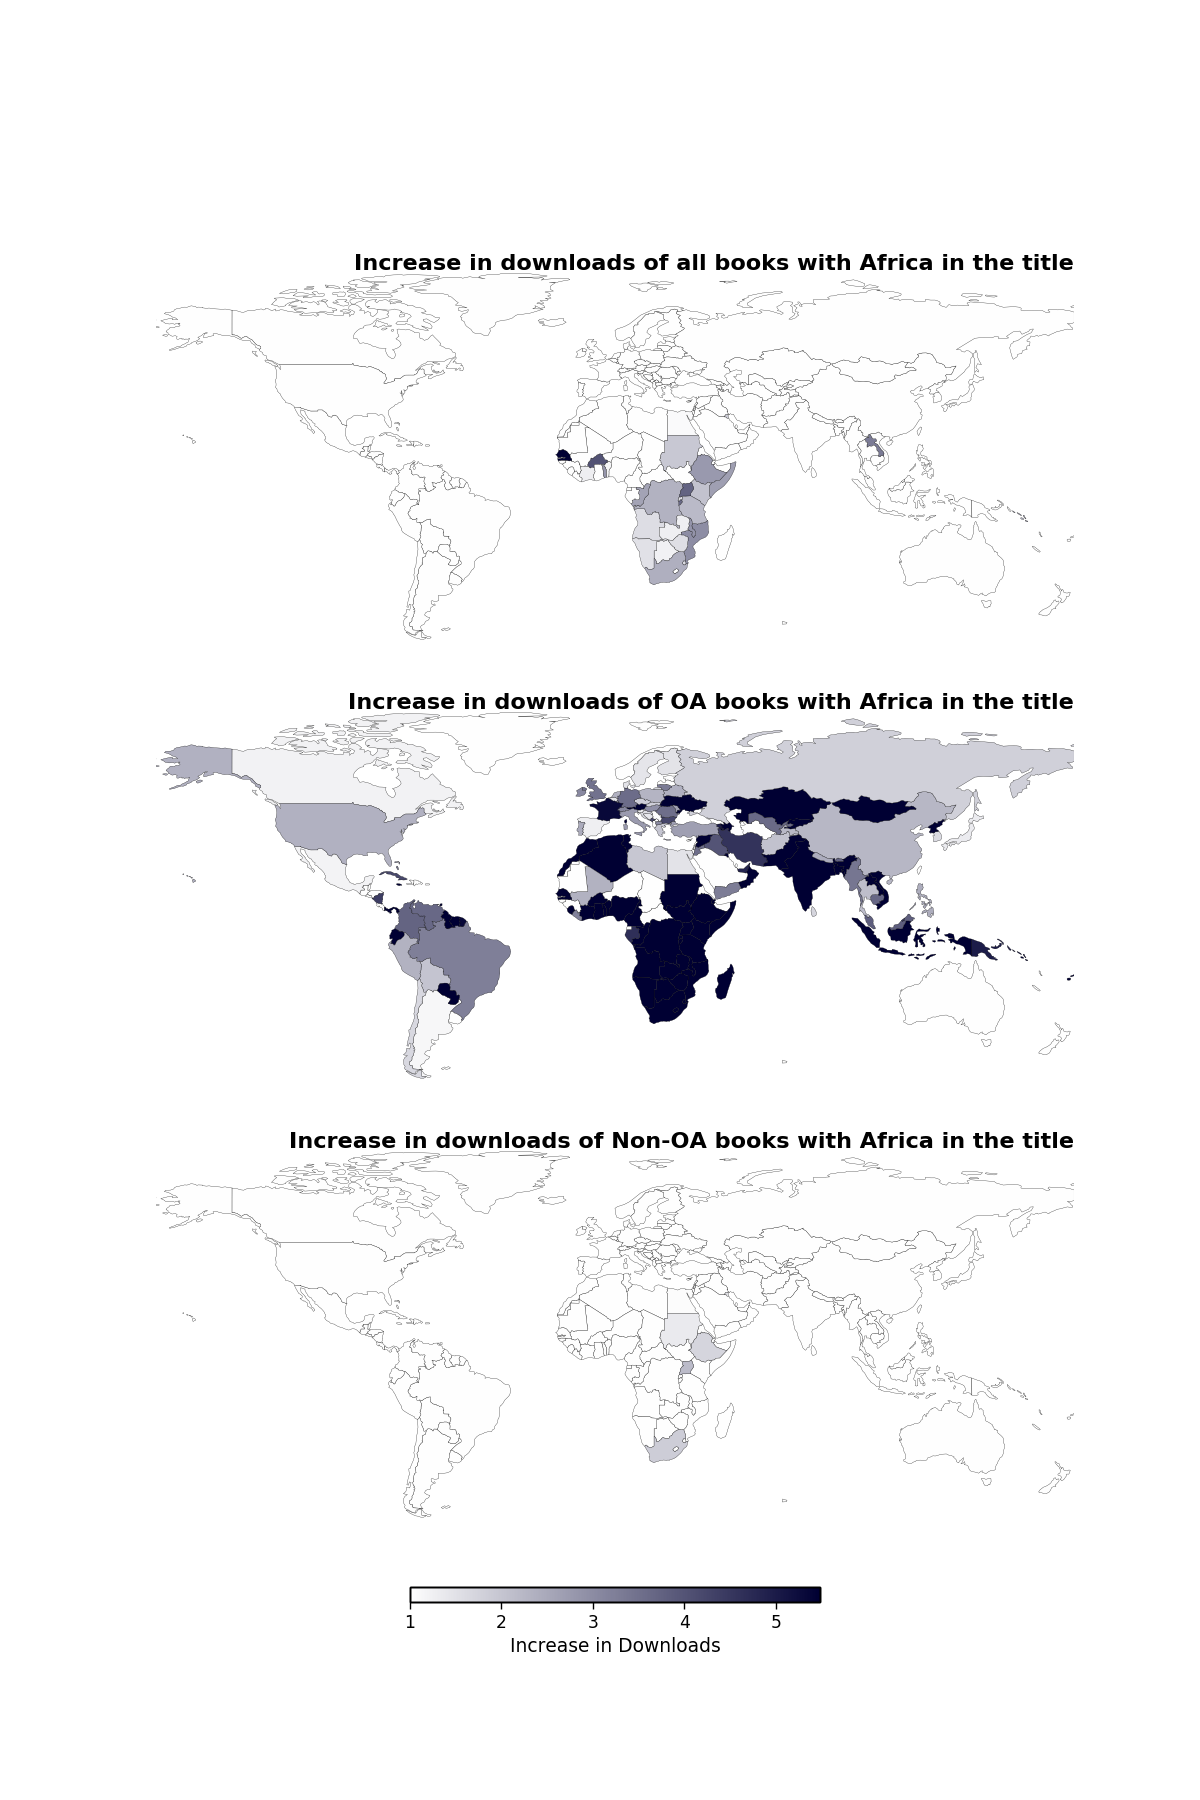 Increase in downloads of all books with Africa in the title
Increase in downloads of OA books with Africa in the title
Increase in downloads of Non-OA books with Africa in the title
1 2 3 4 5
Increase in Downloads